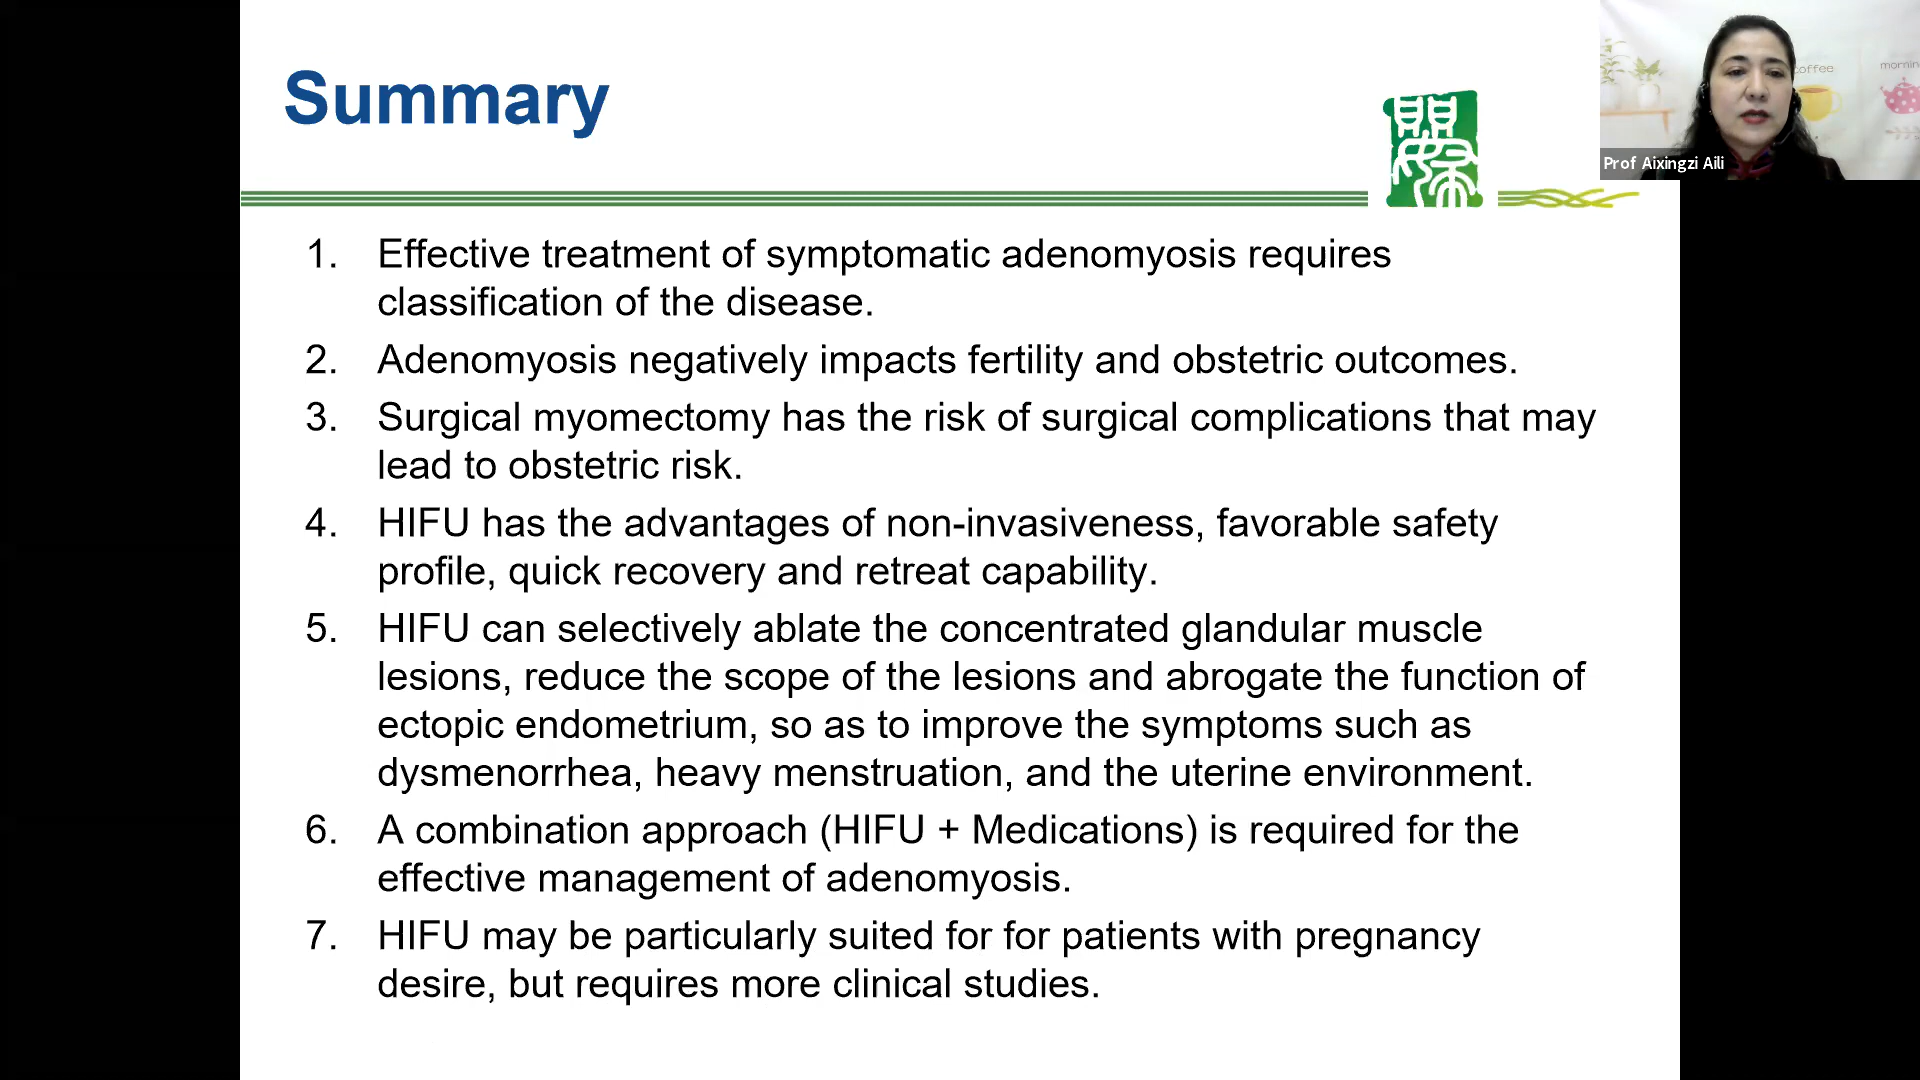 Summary
coffee
mornin
Prof Aixingzi Aili
1. Effective treatment of symptomatic adenomyosis requires
classification of the disease.
2. Adenomyosis negatively impacts fertility and obstetric outcomes.
3. Surgical myomectomy has the risk of surgical complications that may
lead to obstetric risk.
4. HIFU has the advantages of non-invasiveness, favorable safety
profile, quick recovery and retreat capability.
5. HIFU can selectively ablate the concentrated glandular muscle
lesions, reduce the scope of the lesions and abrogate the function of
ectopic endometrium, so as to improve the symptoms such as
dysmenorrhea, heavy menstruation, and the uterine environment.
6. A combination approach (HIFU + Medications) is required for the
effective management of adenomyosis.
7. HIFU may be particularly suited for for patients with pregnancy
desire, but requires more clinical studies.